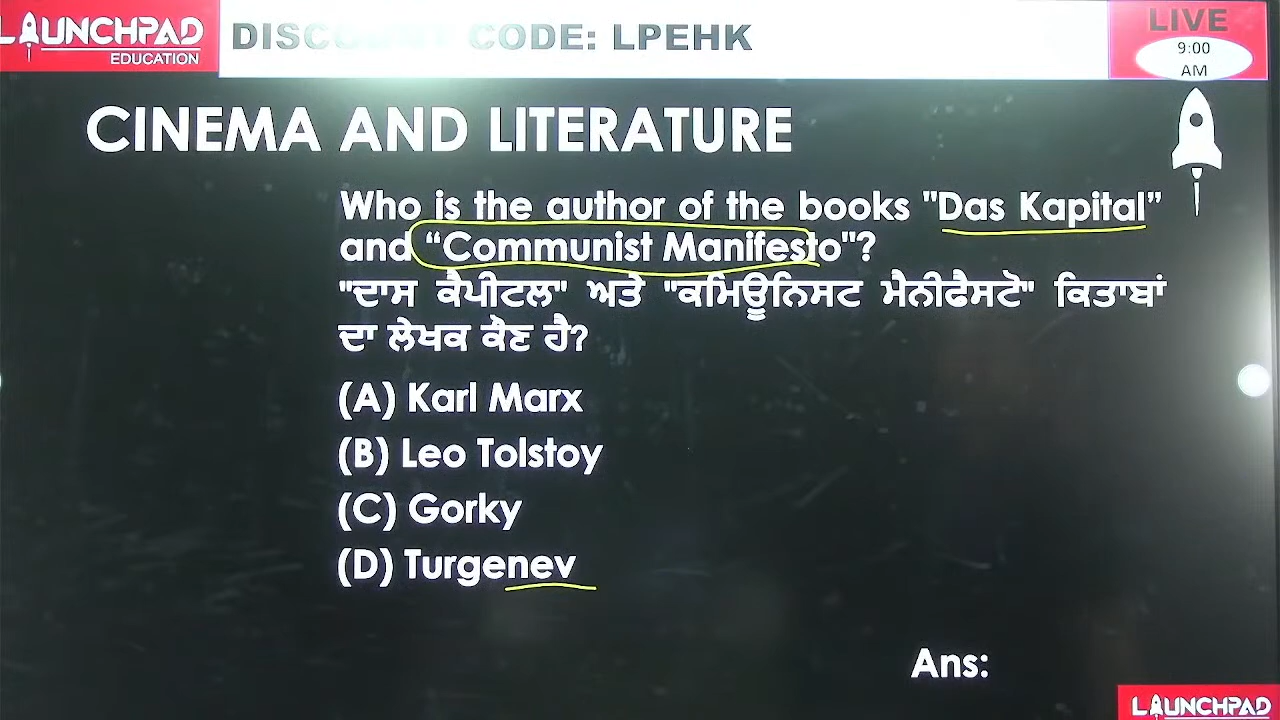 LAUNCHPAD
EDUCATION
DISCOUNT CODE: LPEHK
LIVE
9:00
AM
CINEMA AND LITERATURE
Who is the author of the books "Das Kapital”
and “Communist Manifesto"?
"ਦਾਸ ਕੈਪੀਟਲ" ਅਤੇ "ਕਮਿਊਨਿਸਟ ਮੈਨੀਫੈਸਟੋ" ਕਿਤਾਬਾਂ
ਦਾ ਲੇਖਕ ਕੋਣ ਹੈ?
(A) Karl Marx
(B) Leo Tolstoy
(C) Gorky
(D) Turgenev
Ans:
LAUNCHPAD